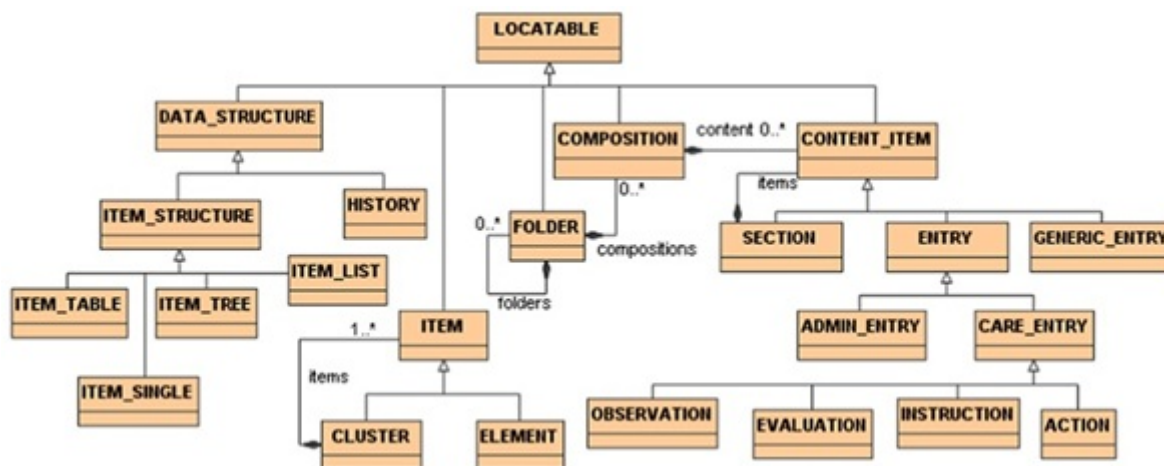 LOCATABLE
DATA_STRUCTURE
COMPOSITION
content 0..*
CONTENT_ITEM
items
0..*
ITEM_STRUCTURE
HISTORY
0..*
FOLDER
compositions
SECTION
ENTRY
GENERIC_ENTRY
ITEM_LIST
ITEM_TABLE
ITEM_TREE
folders
1..*
ITEM
ADMIN_ENTRY
CARE_ENTRY
items
ITEM_SINGLE
OBSERVATION
EVALUATION
INSTRUCTION
ACTION
CLUSTER
ELEMENT